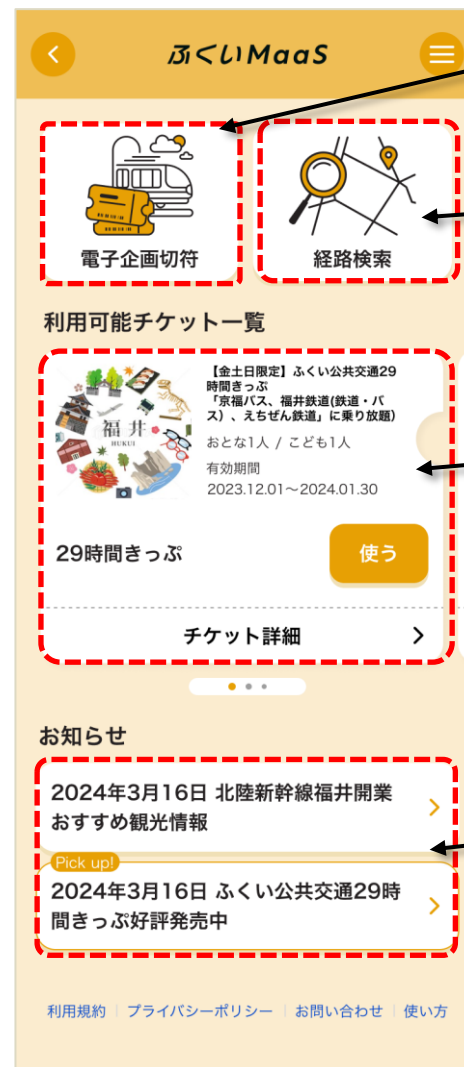 ふくいMaaS
電子企画切符
経路検索
利用可能チケット一覧
福井
HUKUI
【金土日限定】ふくい公共交通29
時間きっぷ
「京福バス、福井鉄道(鉄道・バ
ス）、えちぜん鉄道」に乗り放題)
おとな1人 / こども1人
有効期間
2023.12.01～2024.01.30
29時間きっぷ
使う
チケット詳細
お知らせ
2024年3月16日 北陸新幹線福井開業
おすすめ観光情報
Pick up!
2024年3月16日 ふくい公共交通29時
間きっぷ好評発売中
利用規約 | プライバシーポリシー | お問い合わせ | 使い方